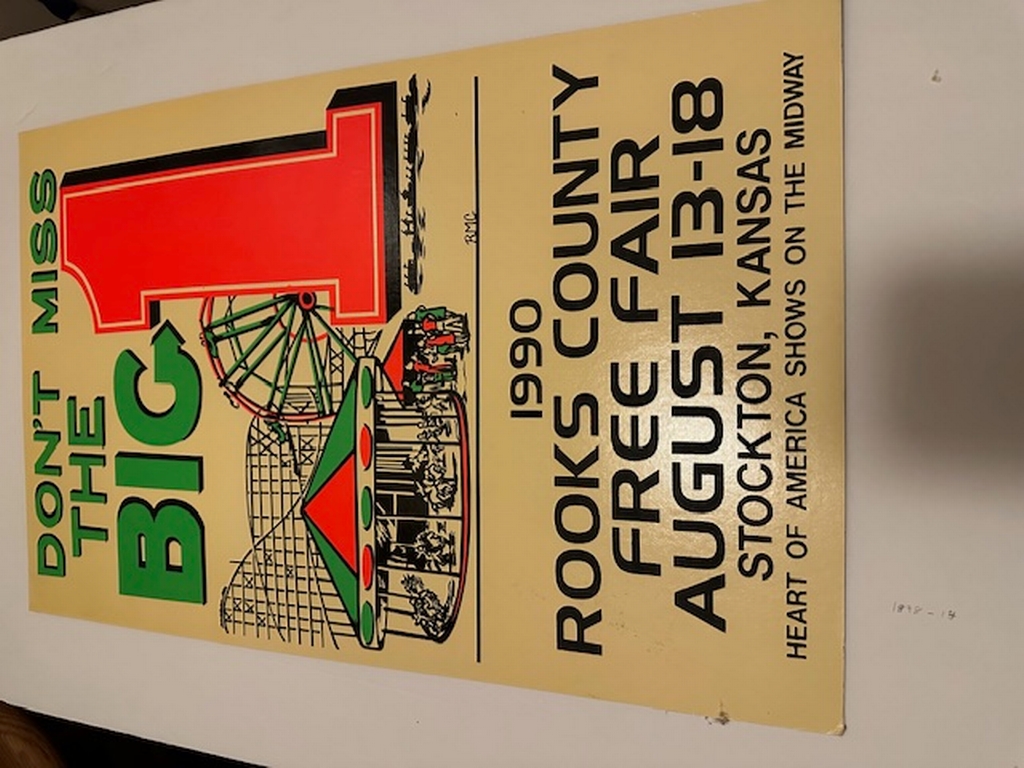 DON'T MISS
THE
BIG 1
RMC
1990
ROOKS COUNTY
FREE FAIR
AUGUST 13-18
STOCKTON, KANSAS
HEART OF AMERICA SHOWS ON THE MIDWAY